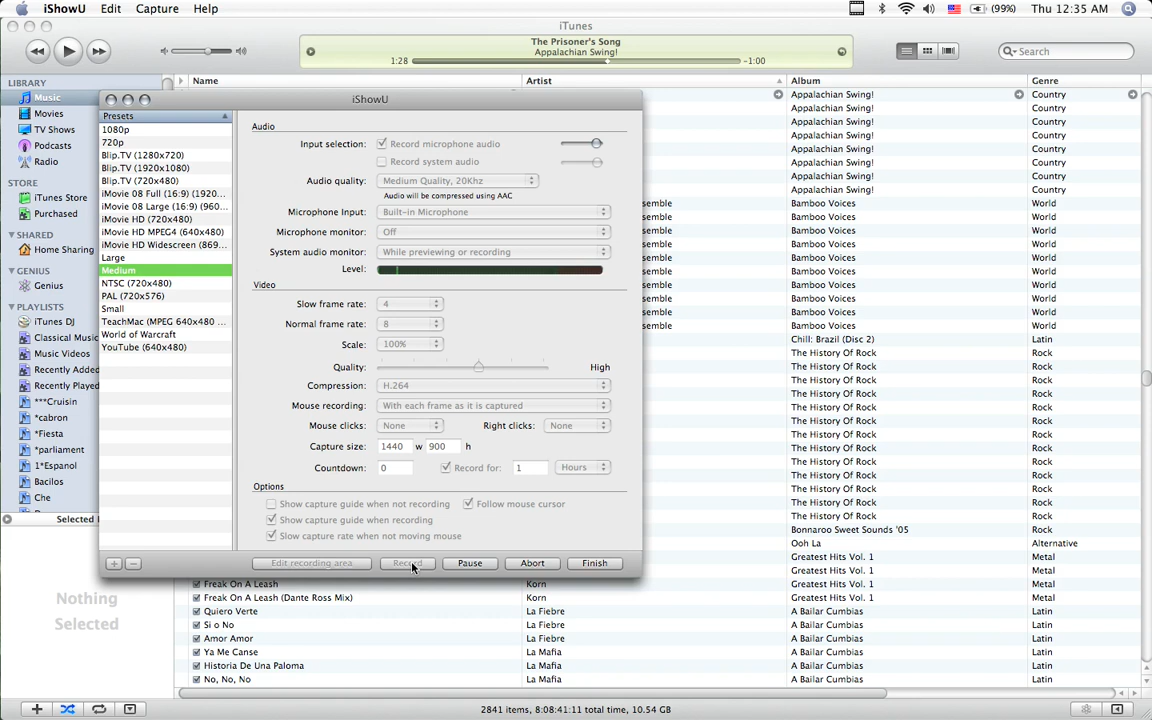 iShowU Edit Capture Help (99%) Thu 12:35 AM
iTunes
The Prisoner's Song
Appalachian Swing!
1:28 -1:00
Search
LIBRARY
Music
Movies
TV Shows
Podcasts
Radio
STORE
iTunes Store
Purchased
SHARED
Home Sharing
GENIUS
Genius
PLAYLISTS
iTunes DJ
Classical Music...
Music Videos
Recently Added
Recently Played
***Cruisin
*cabron
*Fiesta
*parliament
1*Espanol
Bacilos
Che
Selected
Nothing
Selected
iShowU
Presets
1080p
720p
Blip.TV (1280x720)
Blip.TV (1920x1080)
Blip.TV (720x480)
iMovie 08 Full (16:9) (1920...
iMovie 08 Large (16:9) (960...
iMovie HD (720x480)
iMovie HD MPEG4 (640x480)
iMovie HD Widescreen (869...
Large
Medium
NTSC (720x480)
PAL (720x576)
Small
TeachMac (MPEG 640x480 ...
World of Warcraft
YouTube (640x480)
Audio
Input selection: Record microphone audio
Record system audio
Audio quality: Medium Quality, 20Khz
Audio will be compressed using AAC
Microphone Input: Built-in Microphone
Microphone monitor: Off
System audio monitor: While previewing or recording
Level:
Video
Slow frame rate: 4
Normal frame rate: 8
Scale: 100%
Quality: High
Compression: H.264
Mouse recording: With each frame as it is captured
Mouse clicks: None Right clicks: None
Capture size: 1440 w 900 h
Countdown: 0 Record for: 1 Hours
Options
Show capture guide when not recording Follow mouse cursor
Show capture guide when recording
Slow capture rate when not moving mouse
+ − Edit recording area Record Pause Abort Finish
Name Artist Album Genre
Appalachian Swing! Country
Appalachian Swing! Country
Appalachian Swing! Country
Appalachian Swing! Country
Appalachian Swing! Country
Appalachian Swing! Country
Appalachian Swing! Country
Appalachian Swing! Country
semble Bamboo Voices World
semble Bamboo Voices World
semble Bamboo Voices World
semble Bamboo Voices World
semble Bamboo Voices World
semble Bamboo Voices World
semble Bamboo Voices World
semble Bamboo Voices World
semble Bamboo Voices World
semble Bamboo Voices World
Chill: Brazil (Disc 2) Latin
The History Of Rock Rock
The History Of Rock Rock
The History Of Rock Rock
The History Of Rock Rock
The History Of Rock Rock
The History Of Rock Rock
The History Of Rock Rock
The History Of Rock Rock
The History Of Rock Rock
The History Of Rock Rock
The History Of Rock Rock
The History Of Rock Rock
The History Of Rock Rock
Bonnaroo Sweet Sounds '05 Rock
Ooh La Alternative
Greatest Hits Vol. 1 Metal
Greatest Hits Vol. 1 Metal
Freak On A Leash Korn Greatest Hits Vol. 1 Metal
Freak On A Leash (Dante Ross Mix) Korn Greatest Hits Vol. 1 Metal
Quiero Verte La Fiebre A Bailar Cumbias Latin
Si o No La Fiebre A Bailar Cumbias Latin
Amor Amor La Fiebre A Bailar Cumbias Latin
Ya Me Canse La Mafia A Bailar Cumbias Latin
Historia De Una Paloma La Mafia A Bailar Cumbias Latin
No, No, No La Mafia A Bailar Cumbias Latin
2841 items, 8:08:41:11 total time, 10.54 GB